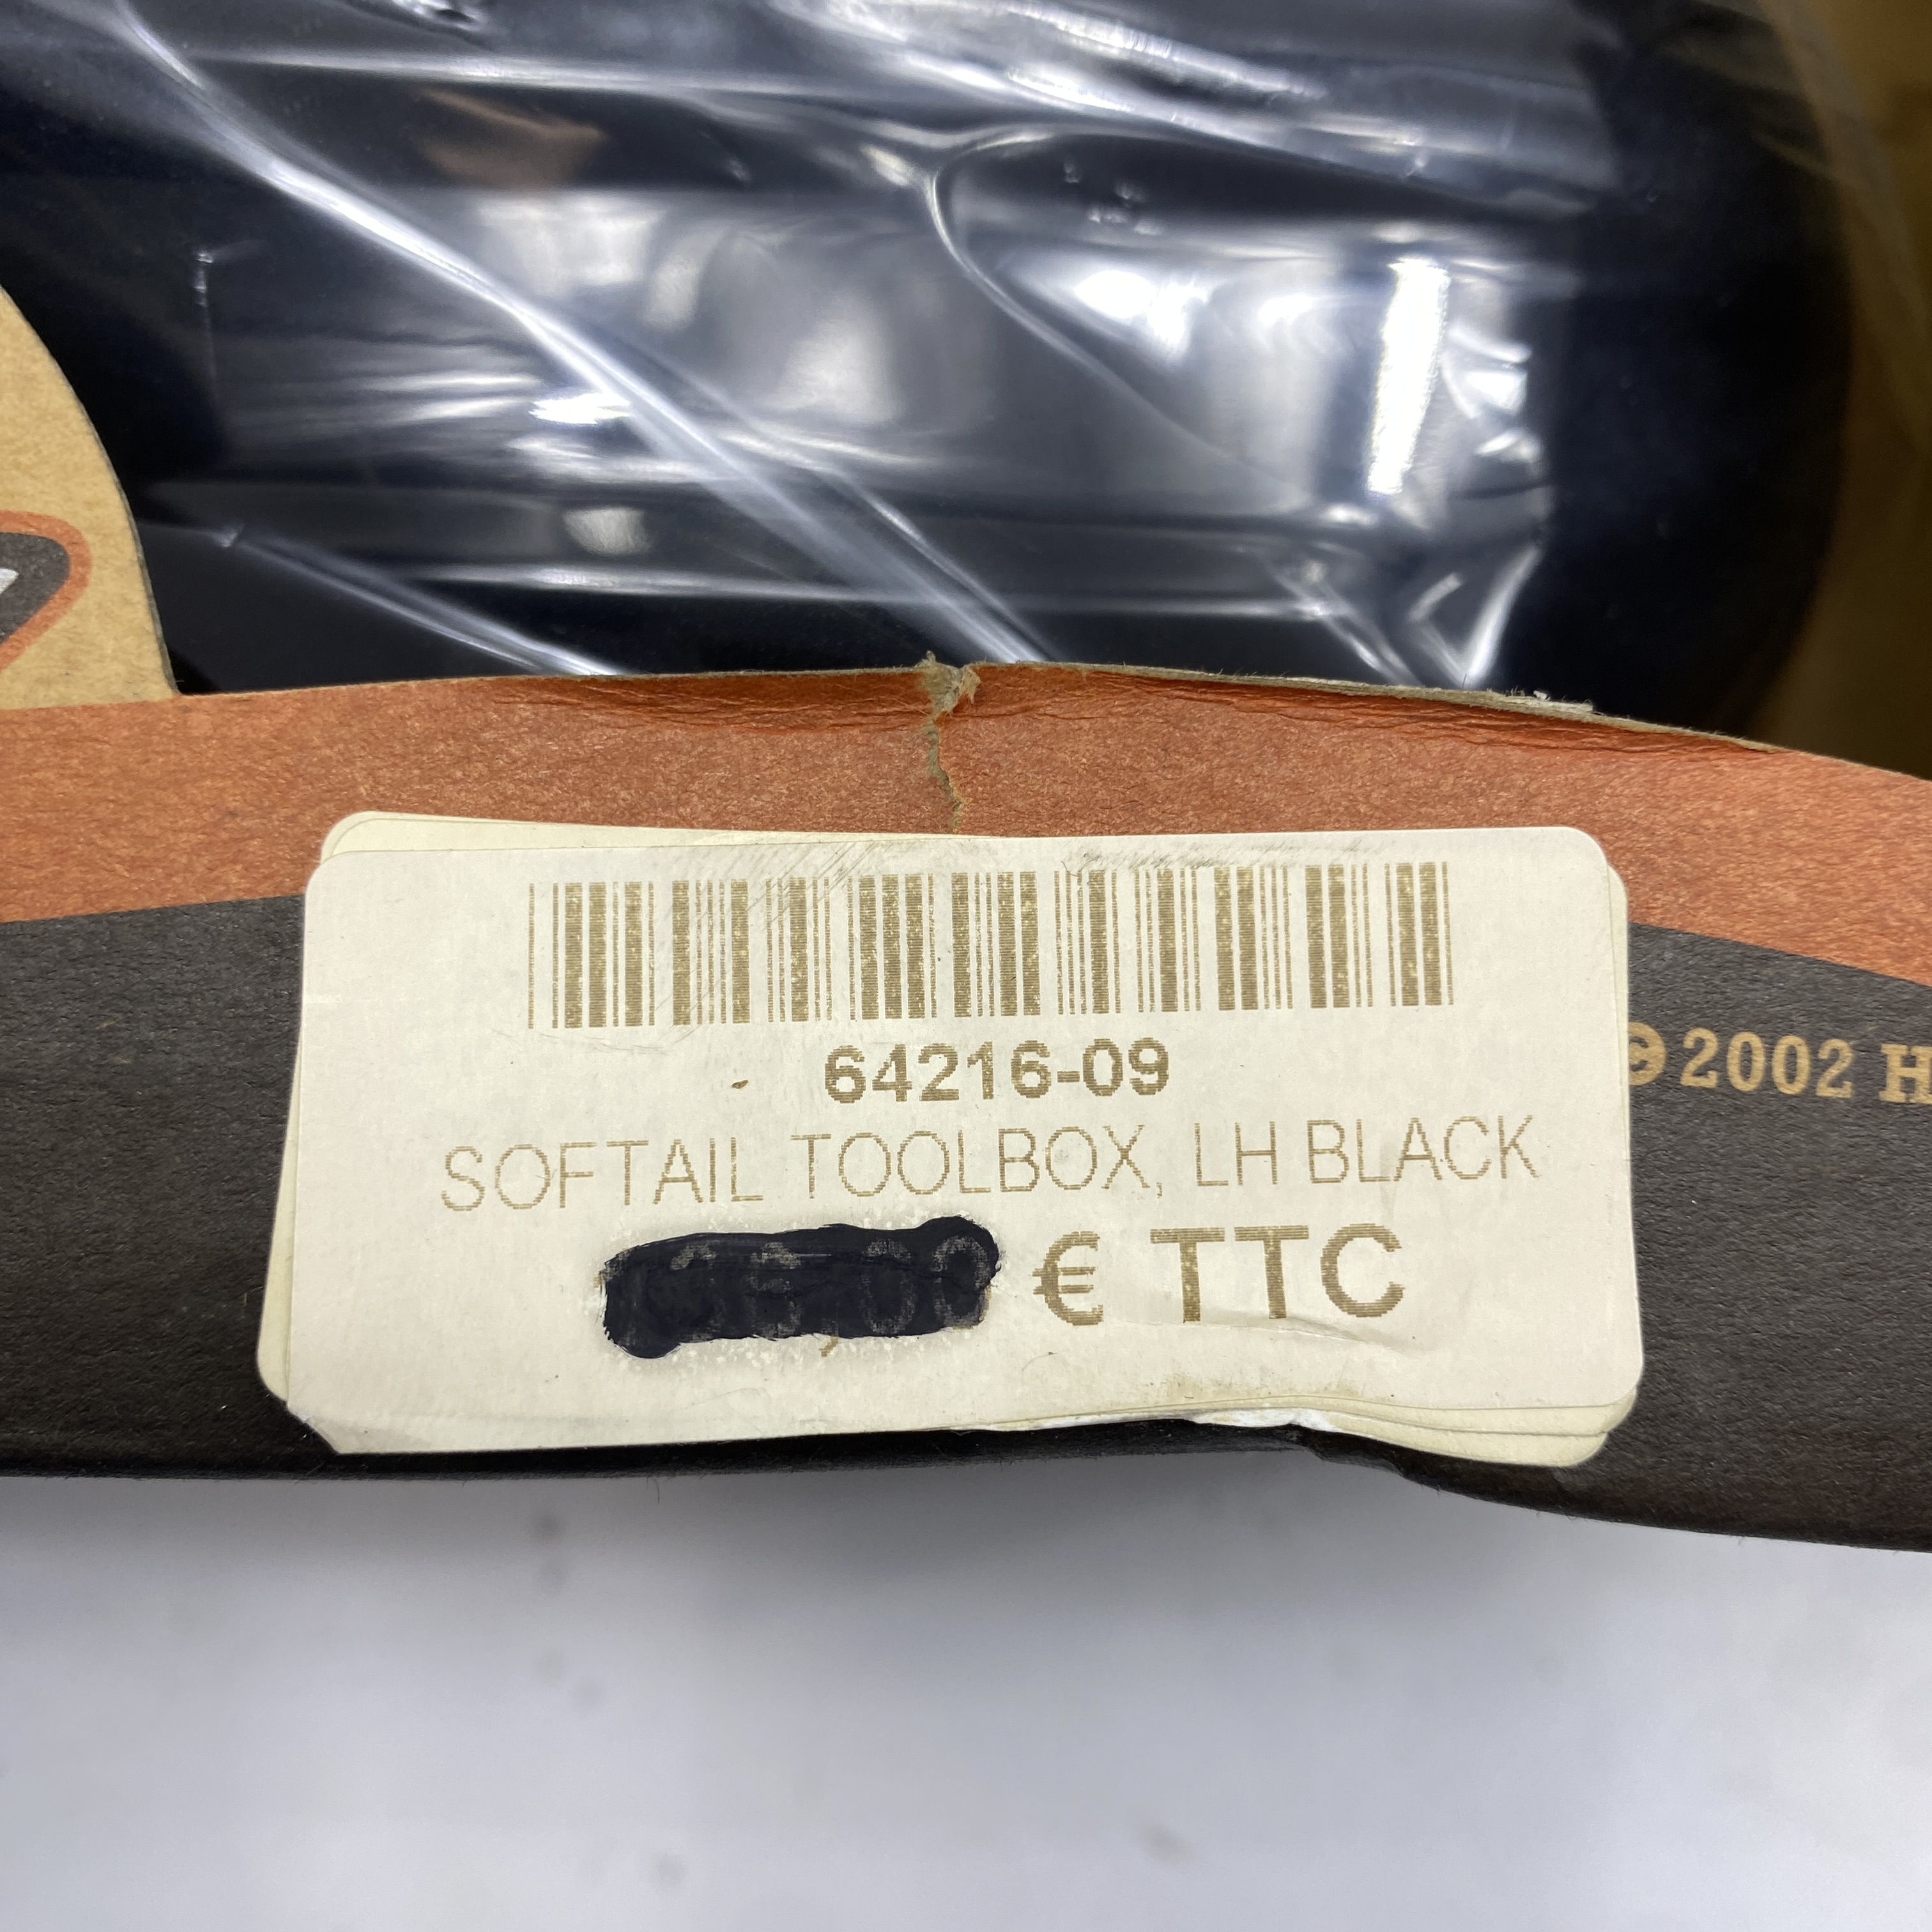 64216-09
© 2002 H
SOFTAIL TOOLBOX, LH BLACK
€ TTC